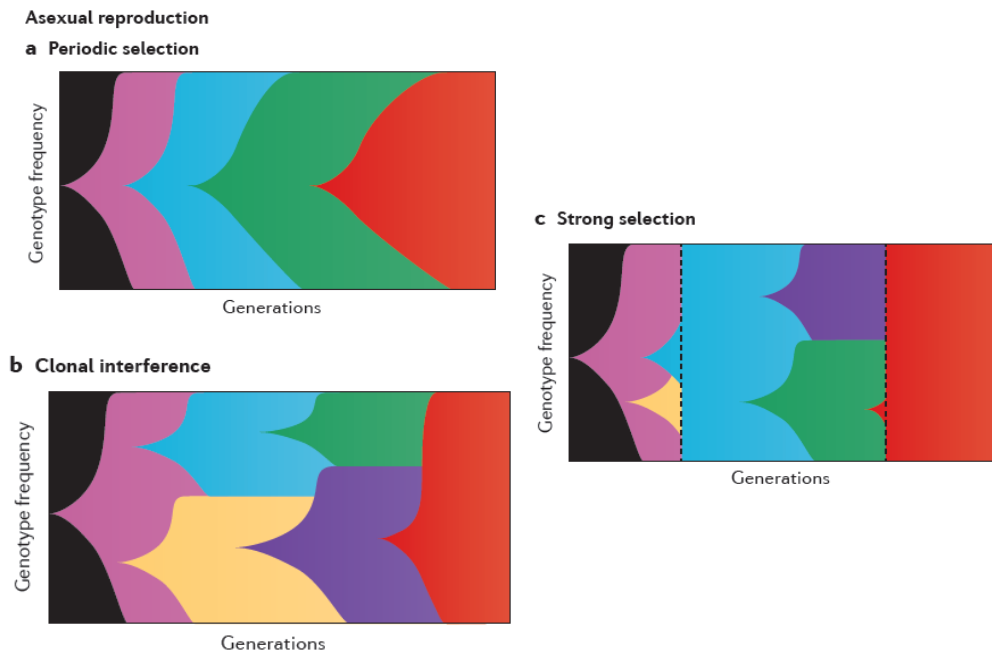 Asexual reproduction
a Periodic selection
Genotype frequency
Generations
b Clonal interference
Genotype frequency
Generations
c Strong selection
Genotype frequency
Generations